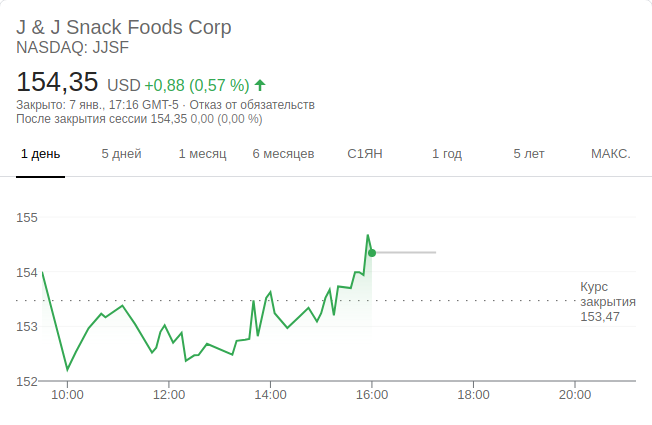 J & J Snack Foods Corp
NASDAQ: JJSF
154,35 USD +0,88 (0,57 %)
Закрыто: 7 янв., 17:16 GMT-5 · Отказ от обязательств
После закрытия сессии 154,35 0,00 (0,00 %)
1 день 5 дней 1 месяц 6 месяцев С1ЯН 1 год 5 лет МАКС.
155
154
Курс
закрытия
153,47
153
152
10:00 12:00 14:00 16:00 18:00 20:00